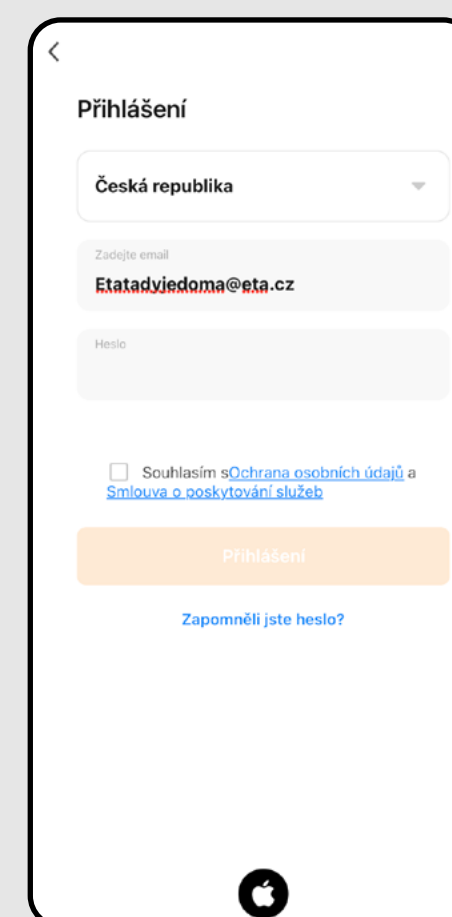 Přihlášení
Česká republika
Zadejte email
Etatadyjedoma@eta.cz
Heslo
Souhlasím sOchrana osobních údajů a
Smlouva o poskytování služeb
Přihlášení
Zapomněli jste heslo?